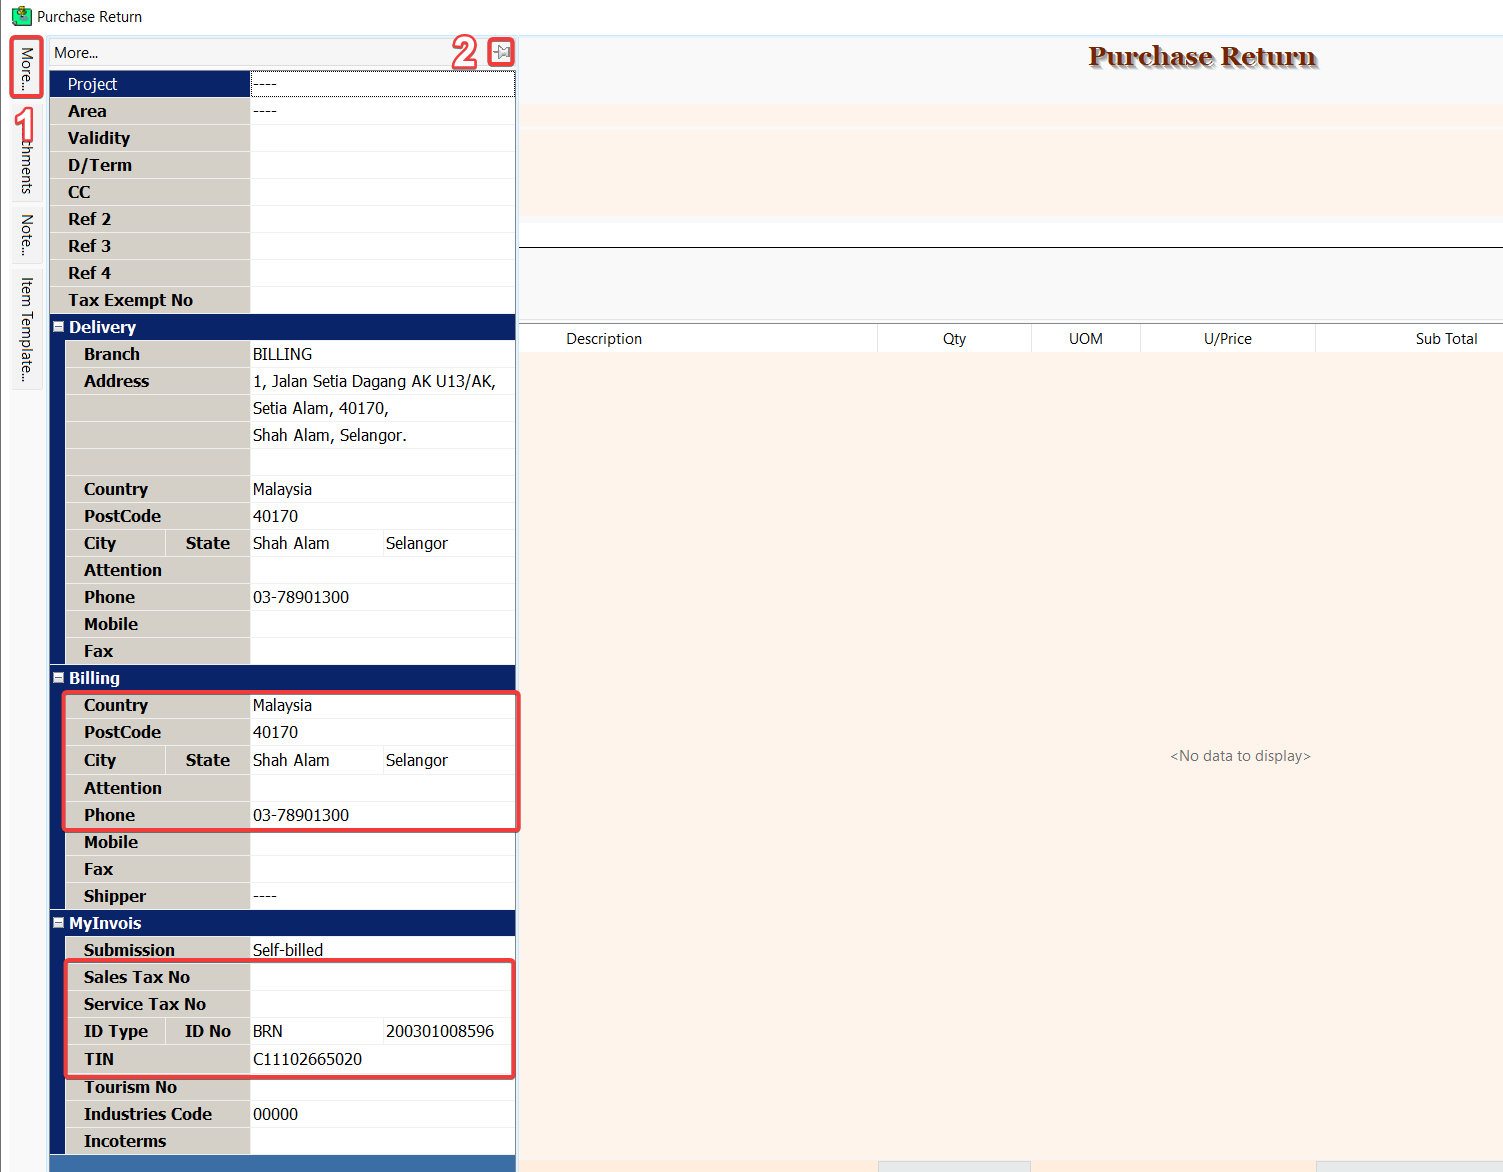 Purchase Return
More...
1
chments
Note...
Item Template...
More...
2
Project ----
Area ----
Validity
D/Term
CC
Ref 2
Ref 3
Ref 4
Tax Exempt No
Delivery
Branch BILLING
Address 1, Jalan Setia Dagang AK U13/AK,
Setia Alam, 40170,
Shah Alam, Selangor.
Country Malaysia
PostCode 40170
City State Shah Alam Selangor
Attention
Phone 03-78901300
Mobile
Fax
Billing
Country Malaysia
PostCode 40170
City State Shah Alam Selangor
Attention
Phone 03-78901300
Mobile
Fax
Shipper ----
MyInvois
Submission Self-billed
Sales Tax No
Service Tax No
ID Type ID No BRN 200301008596
TIN C11102665020
Tourism No
Industries Code 00000
Incoterms
Purchase Return
Description Qty UOM U/Price Sub Total
<No data to display>